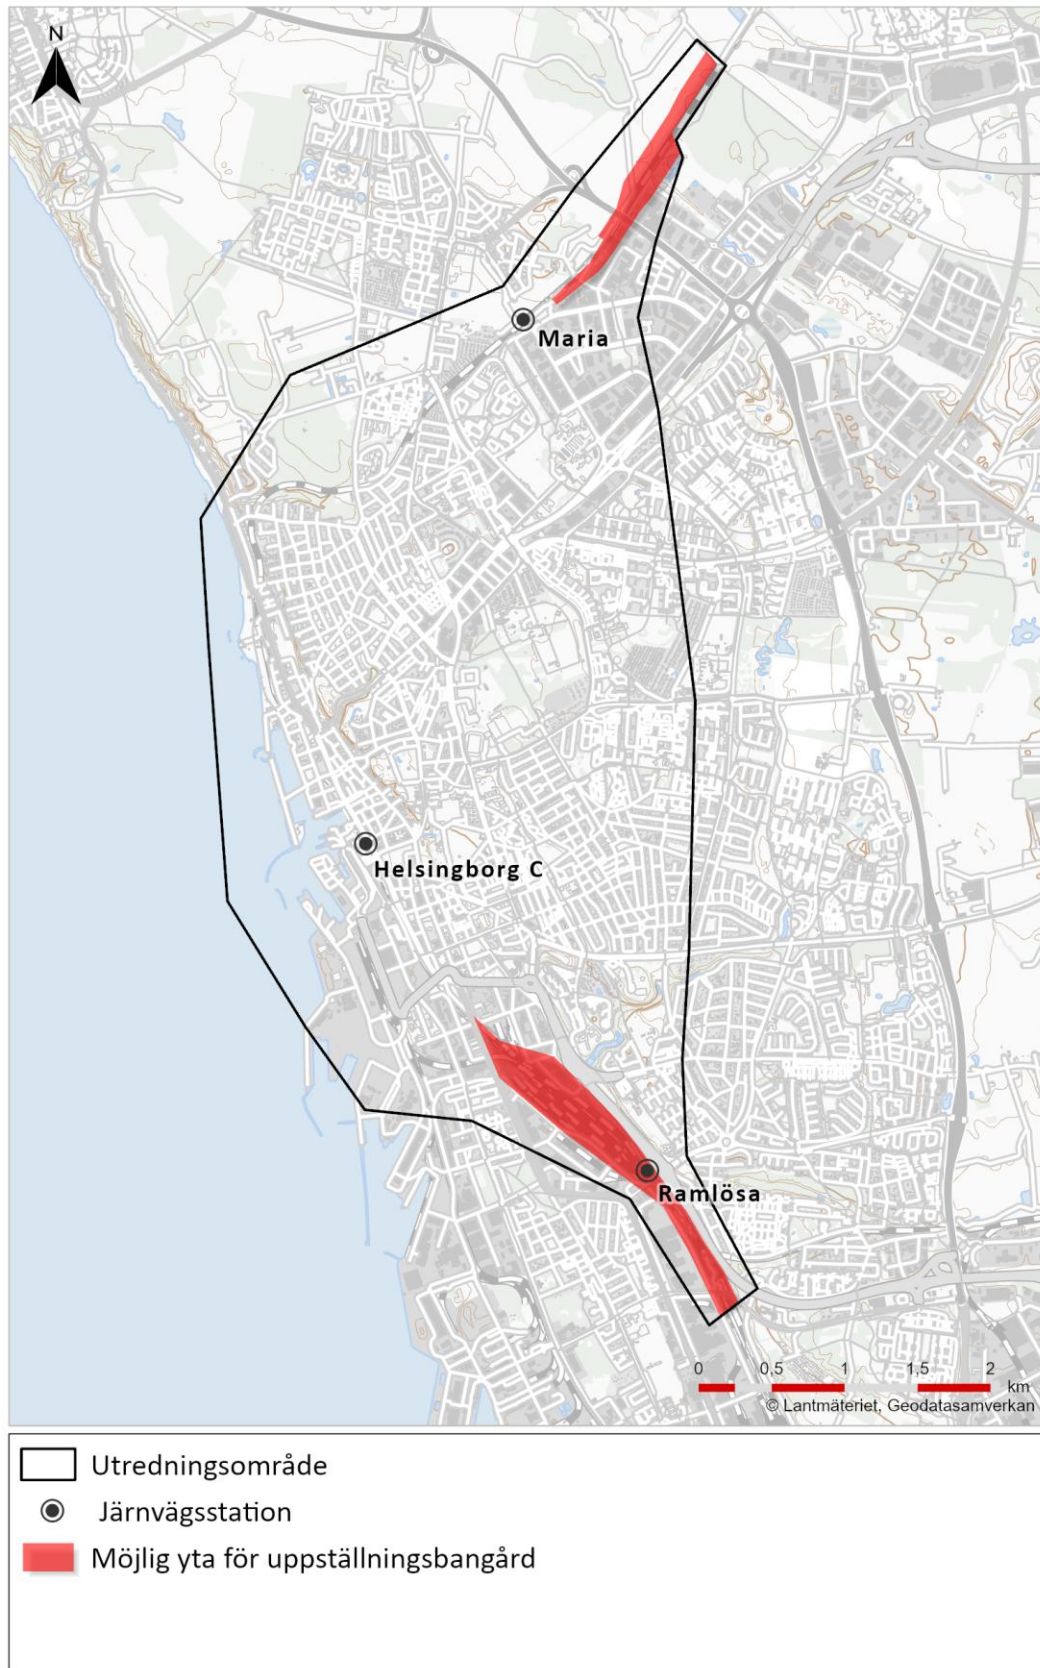 N
Maria
Helsingborg C
Ramlösa
0 0,5 1 1,5 2
km
© Lantmäteriet, Geodatasamverkan
Utredningsområde
Järnvägsstation
Möjlig yta för uppställningsbangård